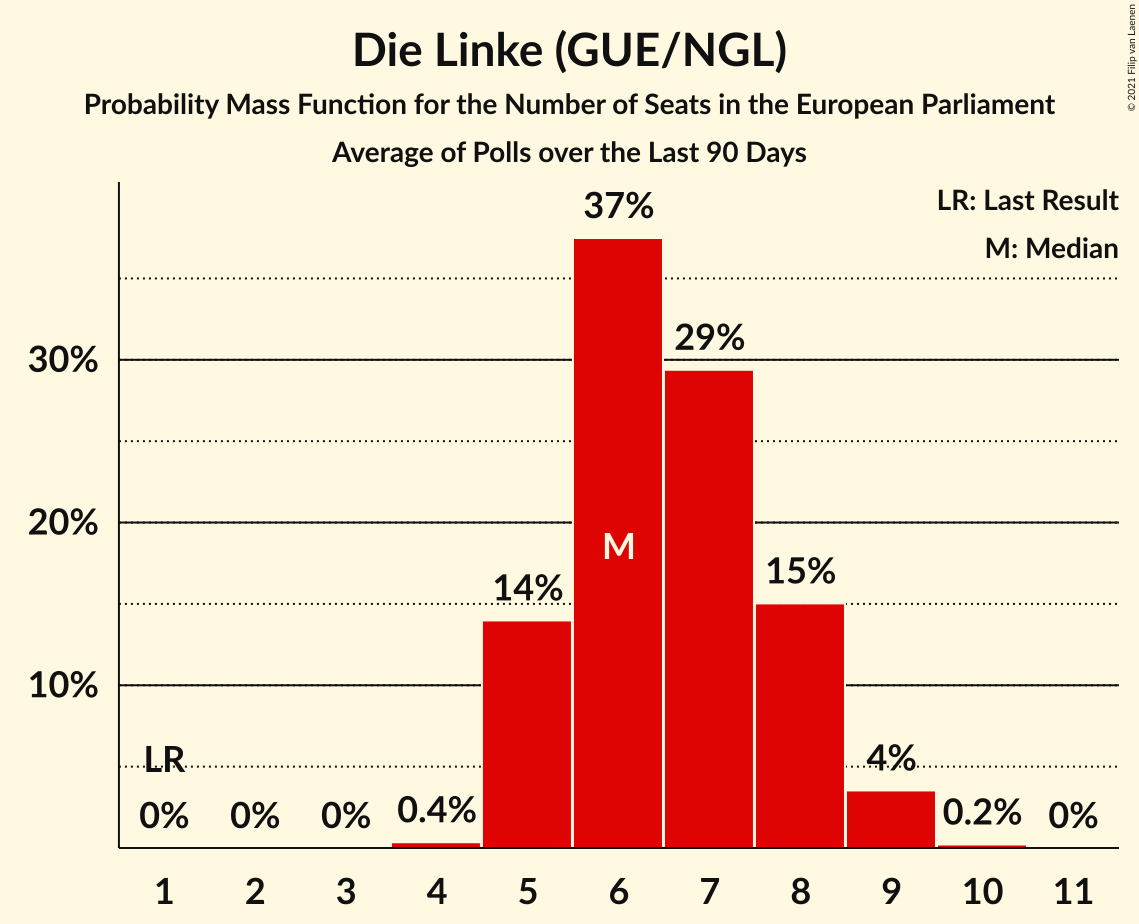 Die Linke (GUE/NGL)
Probability Mass Function for the Number of Seats in the European Parliament
Average of Polls over the Last 90 Days
© 2021 Filip van Laenen
LR: Last Result
M: Median
37%
29%
30%
20%
M
15%
14%
10%
LR
4%
0% 0% 0% 0.4% 0.2% 0%
1 2 3 4 5 6 7 8 9 10 11